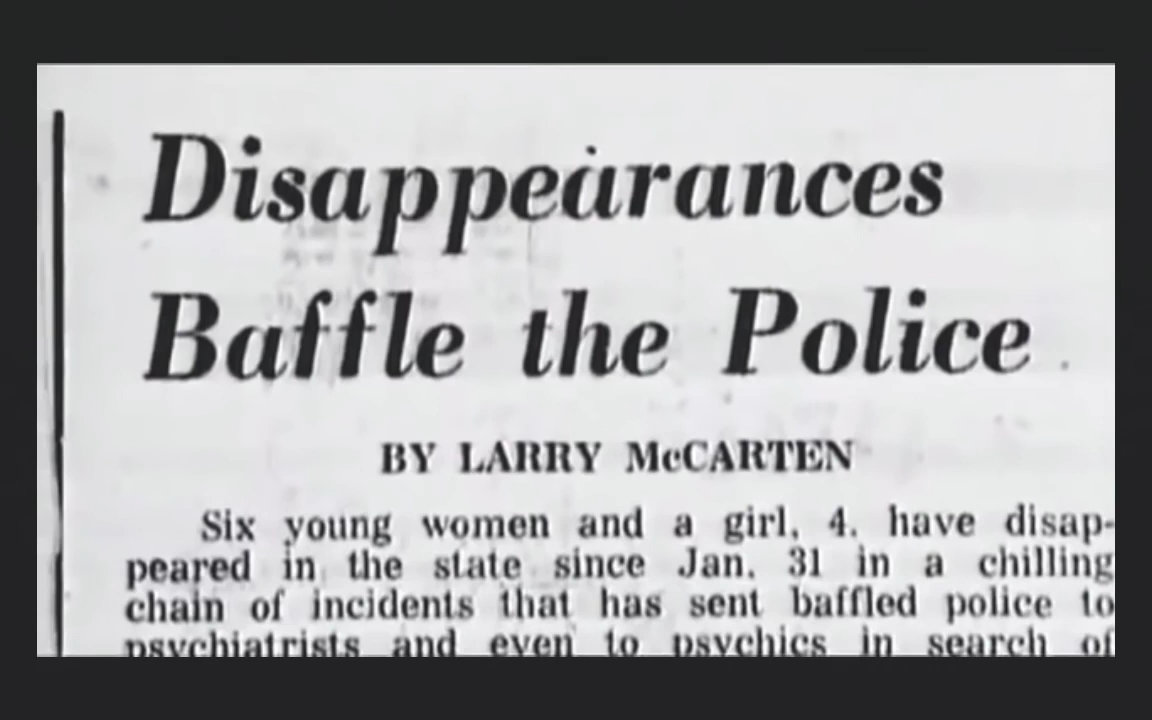 Disappearances
Baffle the Police
BY LARRY McCARTEN
Six young women and a girl, 4, have disap-
peared in the state since Jan. 31 in a chilling
chain of incidents that has sent baffled police to
psychiatrists and even to psychics in search of